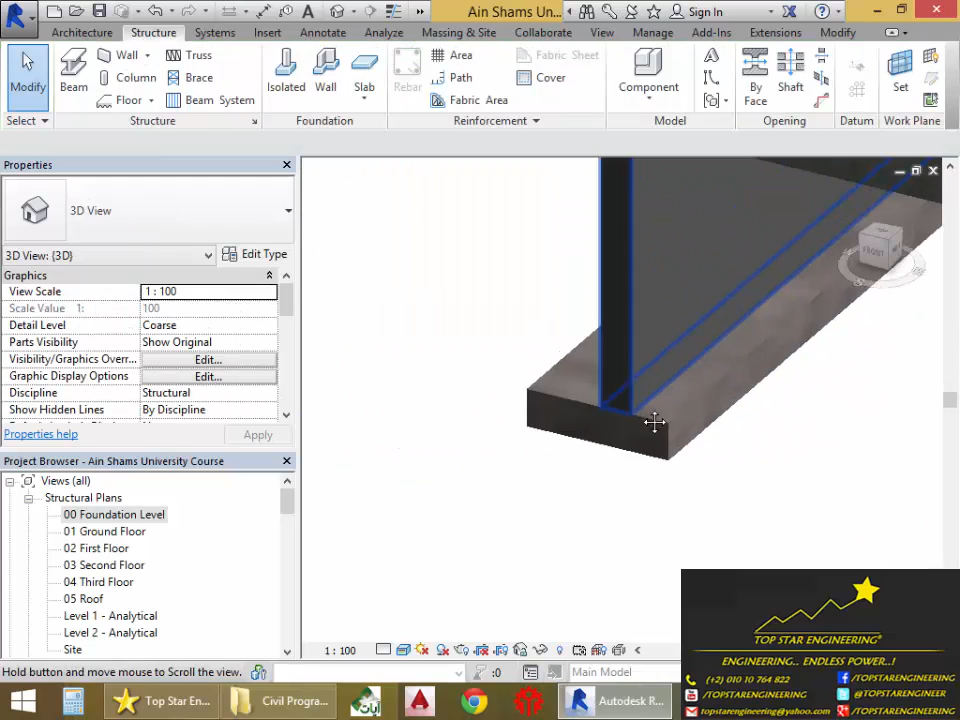 Ain Shams Un...
Sign In
Architecture Structure Systems Insert Annotate Analyze Massing & Site Collaborate View Manage Add-Ins Extensions Modify
Modify
Beam
Wall
Column
Floor
Truss
Brace
Beam System
Isolated
Wall
Slab
Rebar
Area
Path
Fabric Area
Fabric Sheet
Cover
Component
By
Face
Shaft
Set
Select
Structure
Foundation
Reinforcement
Model
Opening
Datum
Work Plane
Properties
3D View
3D View: {3D}
Edit Type
Graphics
View Scale 1 : 100
Scale Value 1: 100
Detail Level Coarse
Parts Visibility Show Original
Visibility/Graphics Overr... Edit...
Graphic Display Options Edit...
Discipline Structural
Show Hidden Lines By Discipline
Properties help
Apply
FRONT
Project Browser - Ain Shams University Course
Views (all)
Structural Plans
00 Foundation Level
01 Ground Floor
02 First Floor
03 Second Floor
04 Third Floor
05 Roof
Level 1 - Analytical
Level 2 - Analytical
Site
1 : 100
Hold button and move mouse to Scroll the view.
:0
Main Model
Top Star En...
Civil Progra...
Autodesk R...
TOP STAR ENGINEERING®
ENGINEERING.. ENDLESS POWER..!
(+2) 010 10 764 822
/TOPSTARENGINEERING
/TOPSTARENGINEERING
@TOPSTARENGINEER
topstarengineering@yahoo.com
/TOPSTARENGINEERING